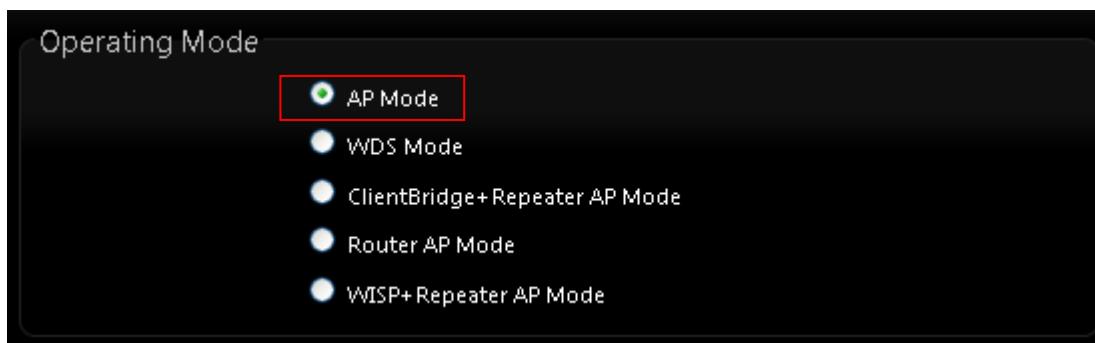 Operating Mode
AP Mode
WDS Mode
ClientBridge+Repeater AP Mode
Router AP Mode
WISP+Repeater AP Mode